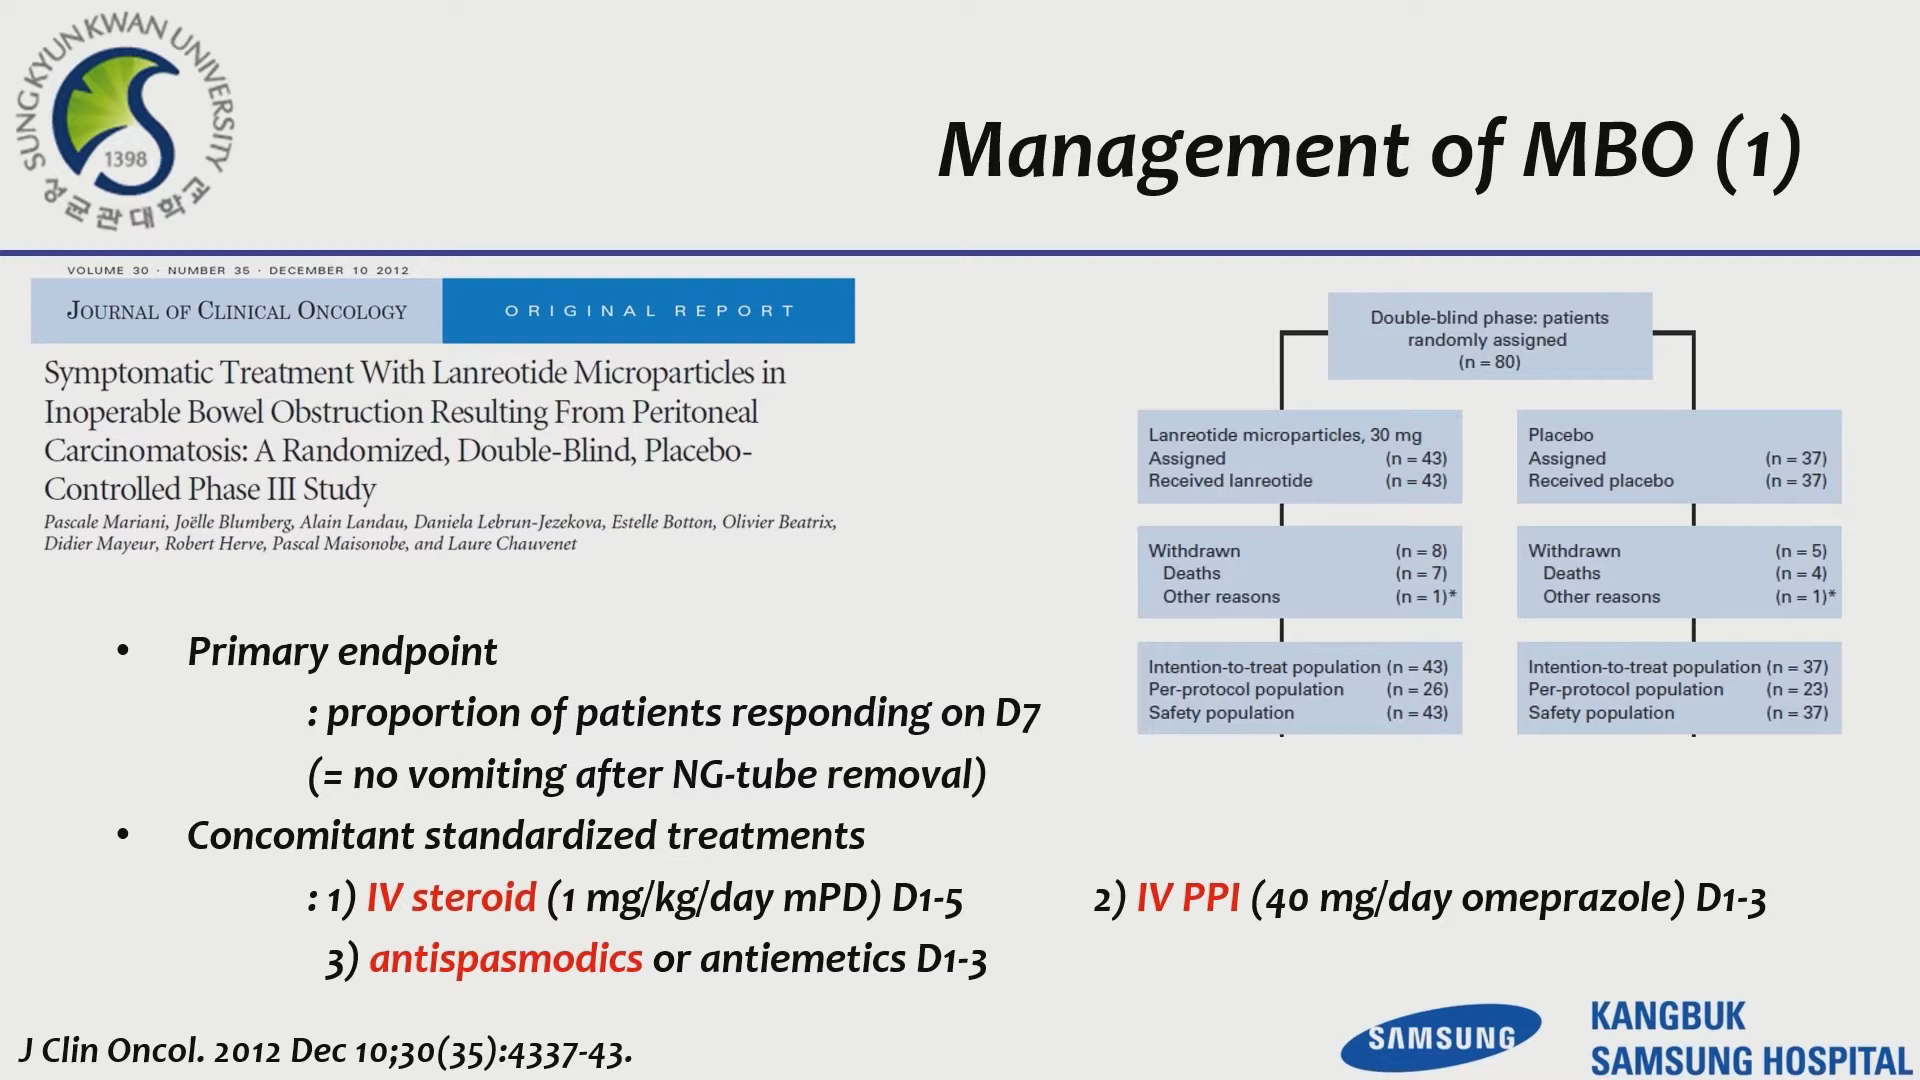 SUNGKYUNKWAN UNIVERSITY
1398
성균관대학교
Management of MBO (1)
VOLUME 30 · NUMBER 35 · DECEMBER 10 2012
JOURNAL OF CLINICAL ONCOLOGY
ORIGINAL REPORT
Symptomatic Treatment With Lanreotide Microparticles in
Inoperable Bowel Obstruction Resulting From Peritoneal
Carcinomatosis: A Randomized, Double-Blind, Placebo-
Controlled Phase III Study
Pascale Mariani, Joëlle Blumberg, Alain Landau, Daniela Lebrun-Jezekova, Estelle Botton, Olivier Beatrix,
Didier Mayeur, Robert Herve, Pascal Maisonobe, and Laure Chauvenet
Double-blind phase: patients
randomly assigned
(n = 80)
Lanreotide microparticles, 30 mg
Assigned (n = 43)
Received lanreotide (n = 43)
Placebo
Assigned (n = 37)
Received placebo (n = 37)
Withdrawn (n = 8)
Deaths (n = 7)
Other reasons (n = 1)*
Withdrawn (n = 5)
Deaths (n = 4)
Other reasons (n = 1)*
Intention-to-treat population (n = 43)
Per-protocol population (n = 26)
Safety population (n = 43)
Intention-to-treat population (n = 37)
Per-protocol population (n = 23)
Safety population (n = 37)
• Primary endpoint
: proportion of patients responding on D7
(= no vomiting after NG-tube removal)
• Concomitant standardized treatments
: 1) IV steroid (1 mg/kg/day mPD) D1-5 2) IV PPI (40 mg/day omeprazole) D1-3
3) antispasmodics or antiemetics D1-3
J Clin Oncol. 2012 Dec 10;30(35):4337-43.
SAMSUNG
KANGBUK
SAMSUNG HOSPITAL